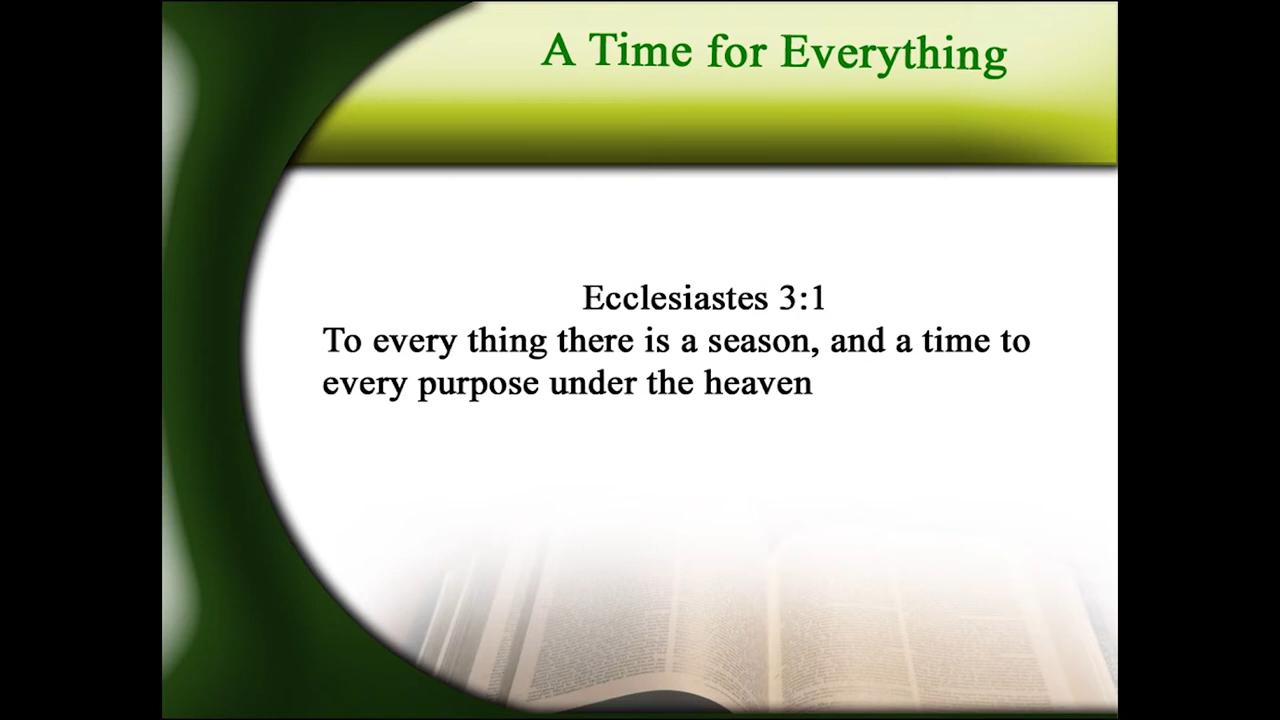 A Time for Everything
Ecclesiastes 3:1
To every thing there is a season, and a time to
every purpose under the heaven